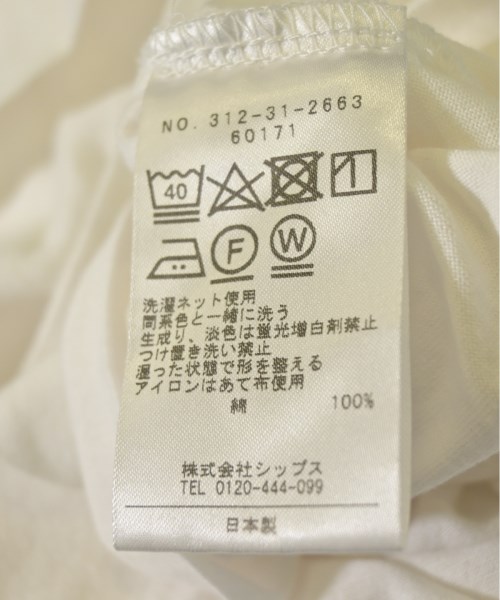 NO. 312-31-2663
60171
40
F W
洗濯ネット使用
同系色と一緒に洗う
生成り、淡色は蛍光増白剤禁止
つけ置き洗い禁止
湿った状態で形を整える
アイロンはあて布使用
綿 100%
株式会社シップス
TEL 0120-444-099
日本製